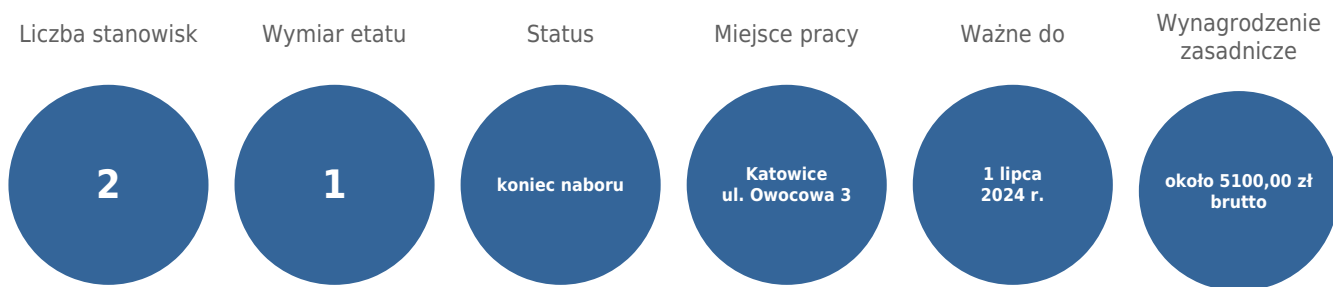 Liczba stanowisk
2
Wymiar etatu
1
Status
koniec naboru
Miejsce pracy
Katowice
ul. Owocowa 3
Ważne do
1 lipca
2024 r.
Wynagrodzenie
zasadnicze
około 5100,00 zł
brutto